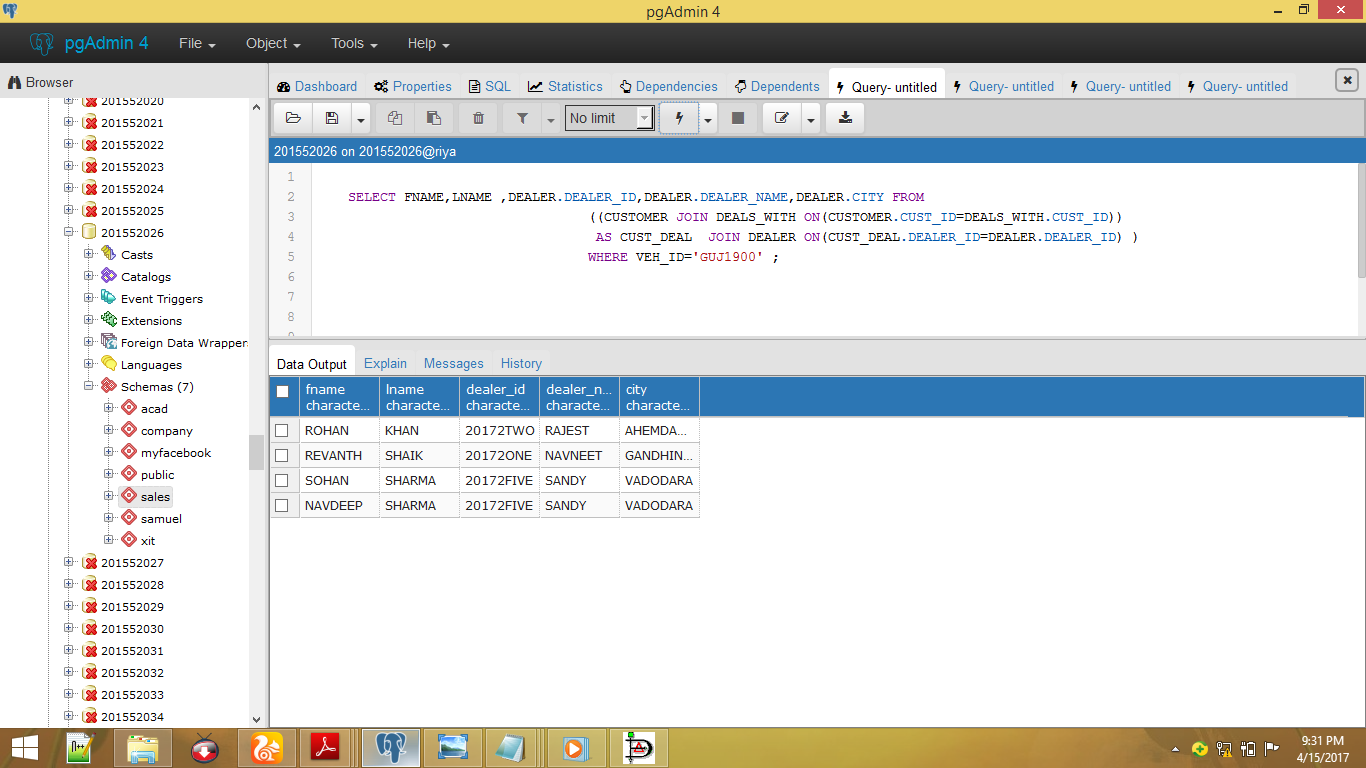 pgAdmin 4
pgAdmin 4 File Object Tools Help
Browser
Dashboard Properties SQL Statistics Dependencies Dependents Query- untitled Query- untitled Query- untitled Query- untitled
No limit
201552026 on 201552026@riya
201552020
201552021
201552022
201552023
201552024
201552025
201552026
Casts
Catalogs
Event Triggers
Extensions
Foreign Data Wrapper
Languages
Schemas (7)
acad
company
myfacebook
public
sales
samuel
xit
201552027
201552028
201552029
201552030
201552031
201552032
201552033
201552034
1
2 SELECT FNAME,LNAME ,DEALER.DEALER_ID,DEALER.DEALER_NAME,DEALER.CITY FROM
3 ((CUSTOMER JOIN DEALS_WITH ON(CUSTOMER.CUST_ID=DEALS_WITH.CUST_ID))
4 AS CUST_DEAL JOIN DEALER ON(CUST_DEAL.DEALER_ID=DEALER.DEALER_ID) )
5 WHERE VEH_ID='GUJ1900' ;
6
7
8
Data Output Explain Messages History
fname lname dealer_id dealer_n... city
characte... characte... characte... characte... characte...
ROHAN KHAN 20172TWO RAJEST AHEMDA...
REVANTH SHAIK 20172ONE NAVNEET GANDHIN...
SOHAN SHARMA 20172FIVE SANDY VADODARA
NAVDEEP SHARMA 20172FIVE SANDY VADODARA
9:31 PM
4/15/2017